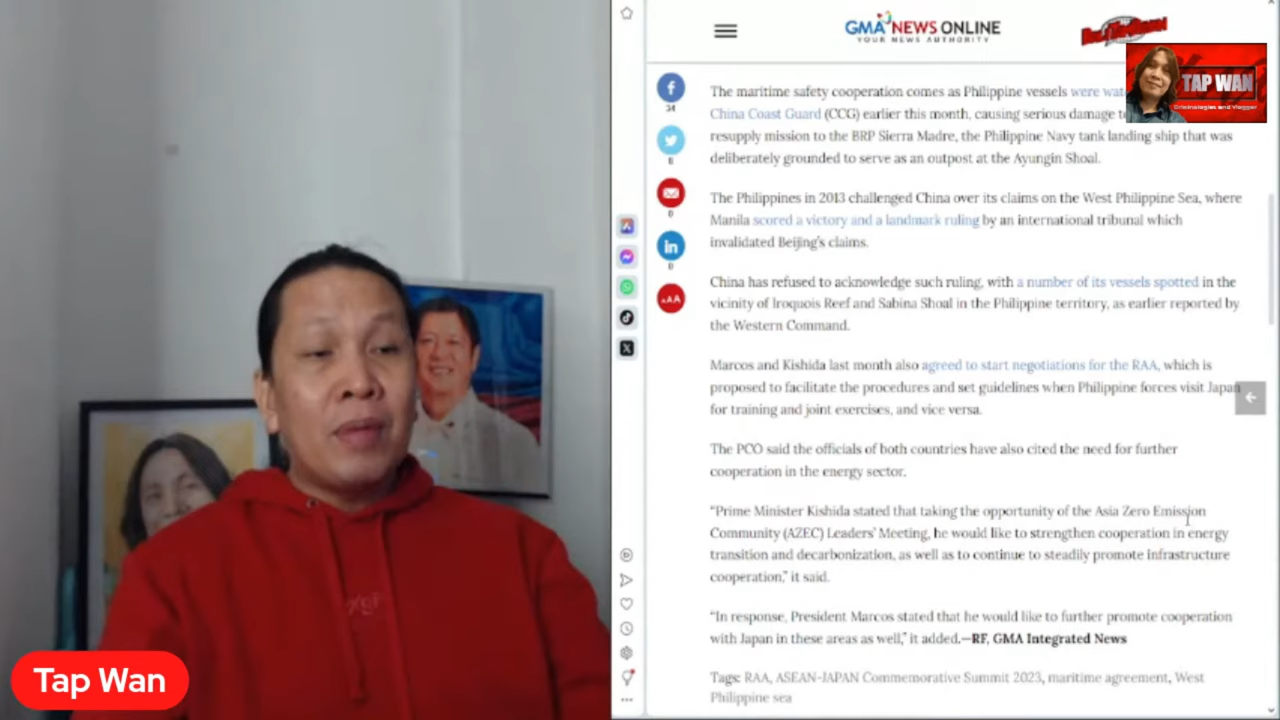 GMA NEWS ONLINE
YOUR NEWS AUTHORITY
TAP WAN
Criminologist and Vlogger
The maritime safety cooperation comes as Philippine vessels were
China Coast Guard (CCG) earlier this month, causing serious damage
resupply mission to the BRP Sierra Madre, the Philippine Navy tank landing ship that was
deliberately grounded to serve as an outpost at the Ayungin Shoal.
The Philippines in 2013 challenged China over its claims on the West Philippine Sea, where
Manila scored a victory and a landmark ruling by an international tribunal which
invalidated Beijing's claims.
China has refused to acknowledge such ruling, with a number of its vessels spotted in the
vicinity of Iroquois Reef and Sabina Shoal in the Philippine territory, as earlier reported by
the Western Command.
Marcos and Kishida last month also agreed to start negotiations for the RAA, which is
proposed to facilitate the procedures and set guidelines when Philippine forces visit Japan
for training and joint exercises, and vice versa.
The PCO said the officials of both countries have also cited the need for further
cooperation in the energy sector.
“Prime Minister Kishida stated that taking the opportunity of the Asia Zero Emission
Community (AZEC) Leaders’ Meeting, he would like to strengthen cooperation in energy
transition and decarbonization, as well as to continue to steadily promote infrastructure
cooperation,” it said.
“In response, President Marcos stated that he would like to further promote cooperation
with Japan in these areas as well,” it added.—RF, GMA Integrated News
Tags: RAA, ASEAN-JAPAN Commemorative Summit 2023, maritime agreement, West
Philippine sea
34
0
0
AAA
Tap Wan